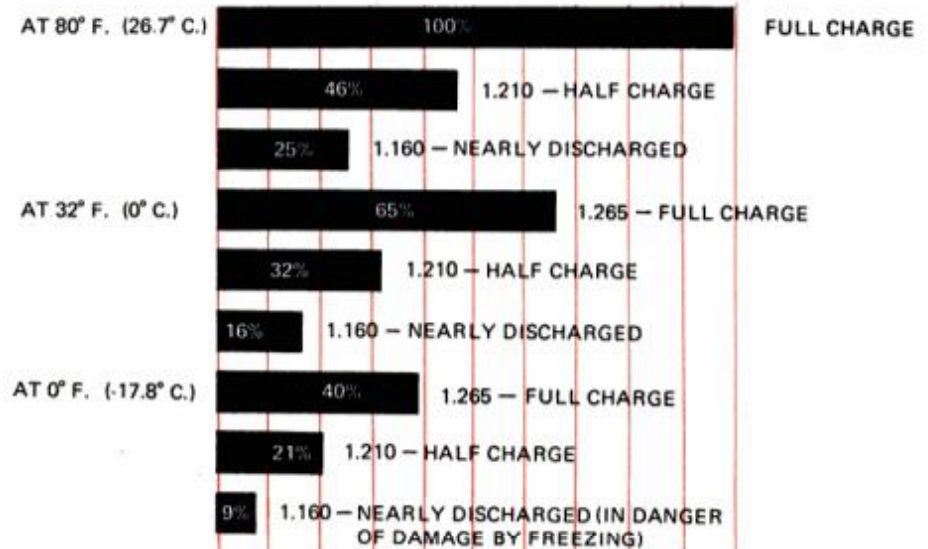 AT 80° F. (26.7° C.) 100% FULL CHARGE
46% 1.210 — HALF CHARGE
25% 1.160 — NEARLY DISCHARGED
AT 32° F. (0° C.) 65% 1.265 — FULL CHARGE
32% 1.210 — HALF CHARGE
16% 1.160 — NEARLY DISCHARGED
AT 0° F. (-17.8° C.) 40% 1.265 — FULL CHARGE
21% 1.210 — HALF CHARGE
9% 1.160 — NEARLY DISCHARGED (IN DANGER
OF DAMAGE BY FREEZING)